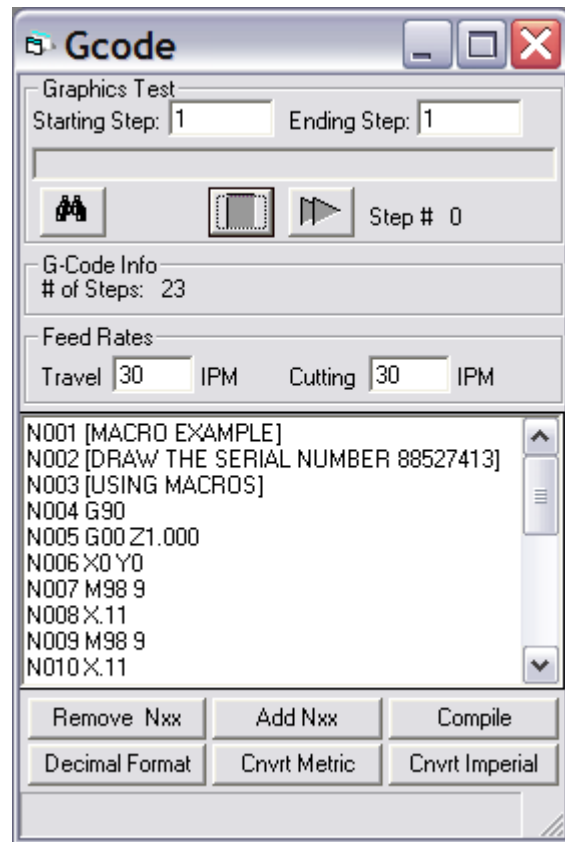 Gcode
Graphics Test
Starting Step: 1 Ending Step: 1
Step # 0
G-Code Info
# of Steps: 23
Feed Rates
Travel 30 IPM Cutting 30 IPM
N001 [MACRO EXAMPLE]
N002 [DRAW THE SERIAL NUMBER 88527413]
N003 [USING MACROS]
N004 G90
N005 G00 Z1.000
N006 X0 Y0
N007 M98 9
N008 X.11
N009 M98 9
N010 X.11
Remove Nxx Add Nxx Compile
Decimal Format Cnvrt Metric Cnvrt Imperial